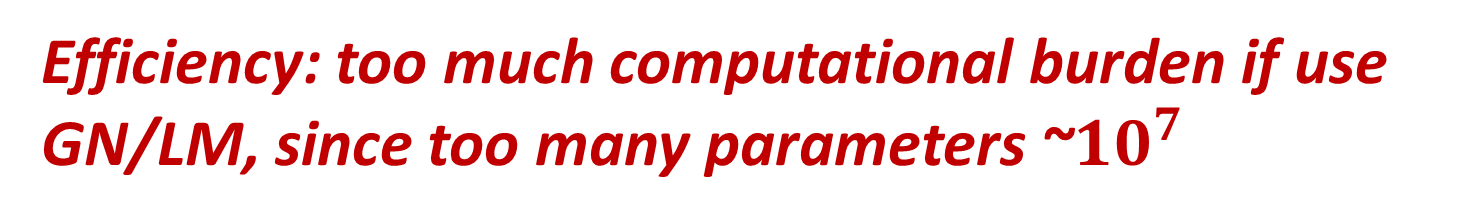 Efficiency: too much computational burden if use
GN/LM, since too many parameters ~10⁷